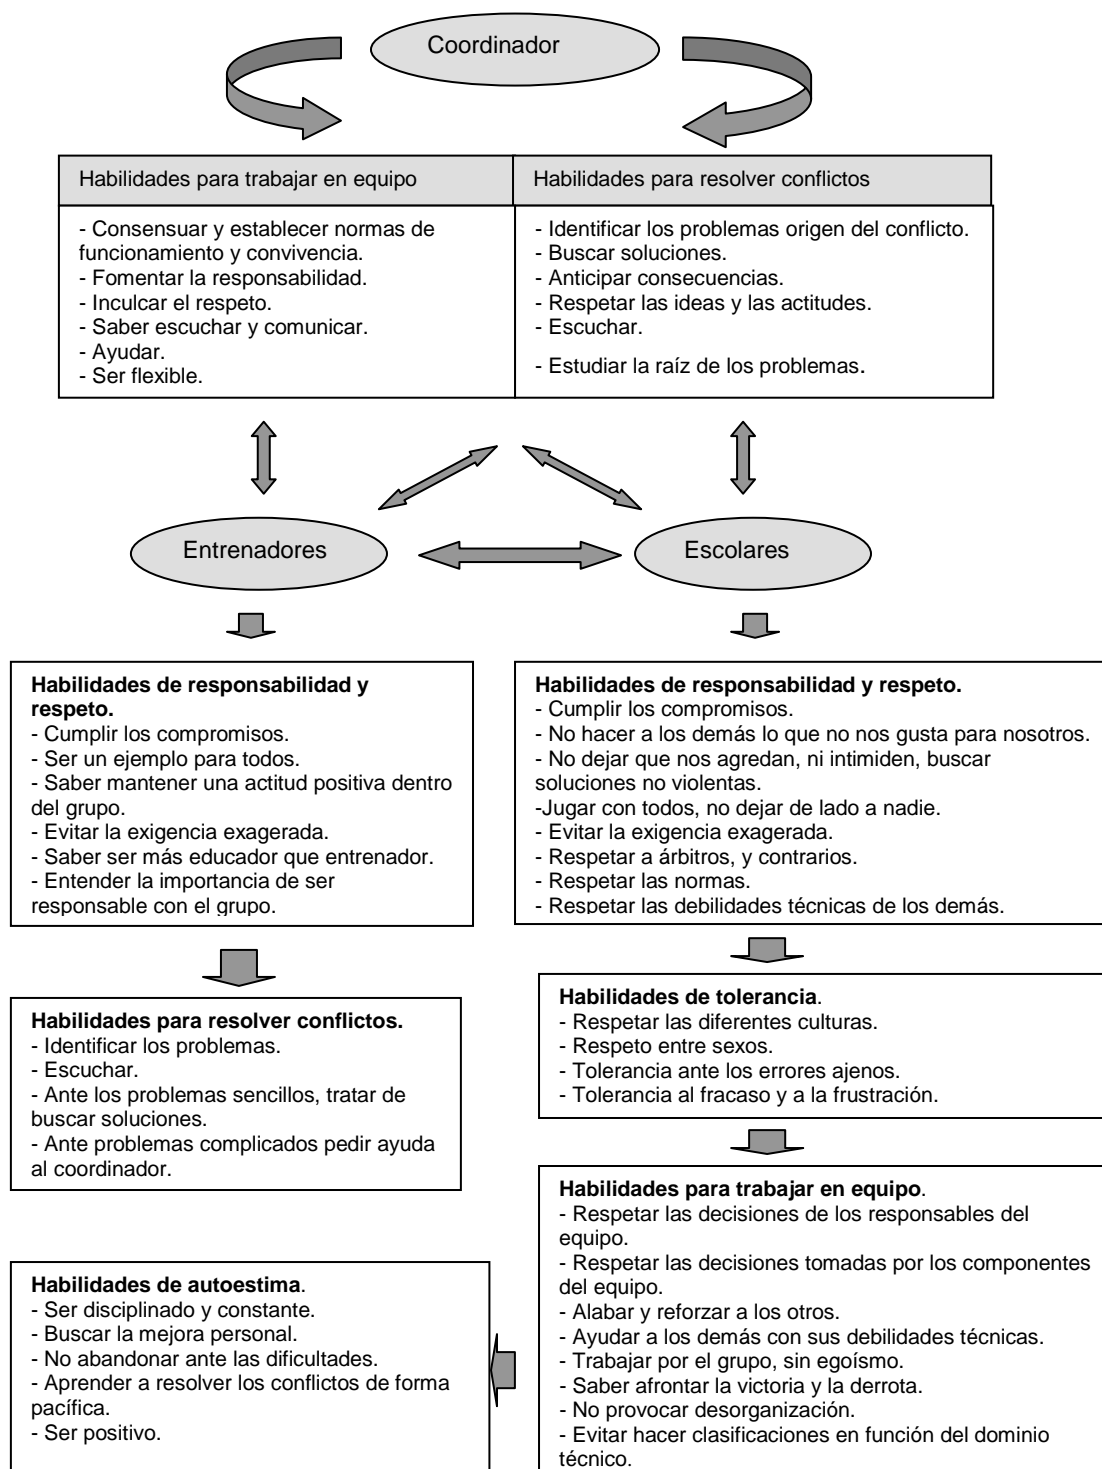 Coordinador
Habilidades para trabajar en equipo
- Consensuar y establecer normas de
funcionamiento y convivencia.
- Fomentar la responsabilidad.
- Inculcar el respeto.
- Saber escuchar y comunicar.
- Ayudar.
- Ser flexible.
Habilidades para resolver conflictos
- Identificar los problemas origen del conflicto.
- Buscar soluciones.
- Anticipar consecuencias.
- Respetar las ideas y las actitudes.
- Escuchar.
- Estudiar la raíz de los problemas.
Entrenadores
Escolares
Habilidades de responsabilidad y
respeto.
- Cumplir los compromisos.
- Ser un ejemplo para todos.
- Saber mantener una actitud positiva dentro
del grupo.
- Evitar la exigencia exagerada.
- Saber ser más educador que entrenador.
- Entender la importancia de ser
responsable con el grupo.
Habilidades para resolver conflictos.
- Identificar los problemas.
- Escuchar.
- Ante los problemas sencillos, tratar de
buscar soluciones.
- Ante problemas complicados pedir ayuda
al coordinador.
Habilidades de responsabilidad y respeto.
- Cumplir los compromisos.
- No hacer a los demás lo que no nos gusta para nosotros.
- No dejar que nos agredan, ni intimiden, buscar
soluciones no violentas.
-Jugar con todos, no dejar de lado a nadie.
- Evitar la exigencia exagerada.
- Respetar a árbitros, y contrarios.
- Respetar las normas.
- Respetar las debilidades técnicas de los demás.
Habilidades de tolerancia.
- Respetar las diferentes culturas.
- Respeto entre sexos.
- Tolerancia ante los errores ajenos.
- Tolerancia al fracaso y a la frustración.
Habilidades para trabajar en equipo.
- Respetar las decisiones de los responsables del
equipo.
- Respetar las decisiones tomadas por los componentes
del equipo.
- Alabar y reforzar a los otros.
- Ayudar a los demás con sus debilidades técnicas.
- Trabajar por el grupo, sin egoísmo.
- Saber afrontar la victoria y la derrota.
- No provocar desorganización.
- Evitar hacer clasificaciones en función del dominio
técnico.
Habilidades de autoestima.
- Ser disciplinado y constante.
- Buscar la mejora personal.
- No abandonar ante las dificultades.
- Aprender a resolver los conflictos de forma
pacífica.
- Ser positivo.